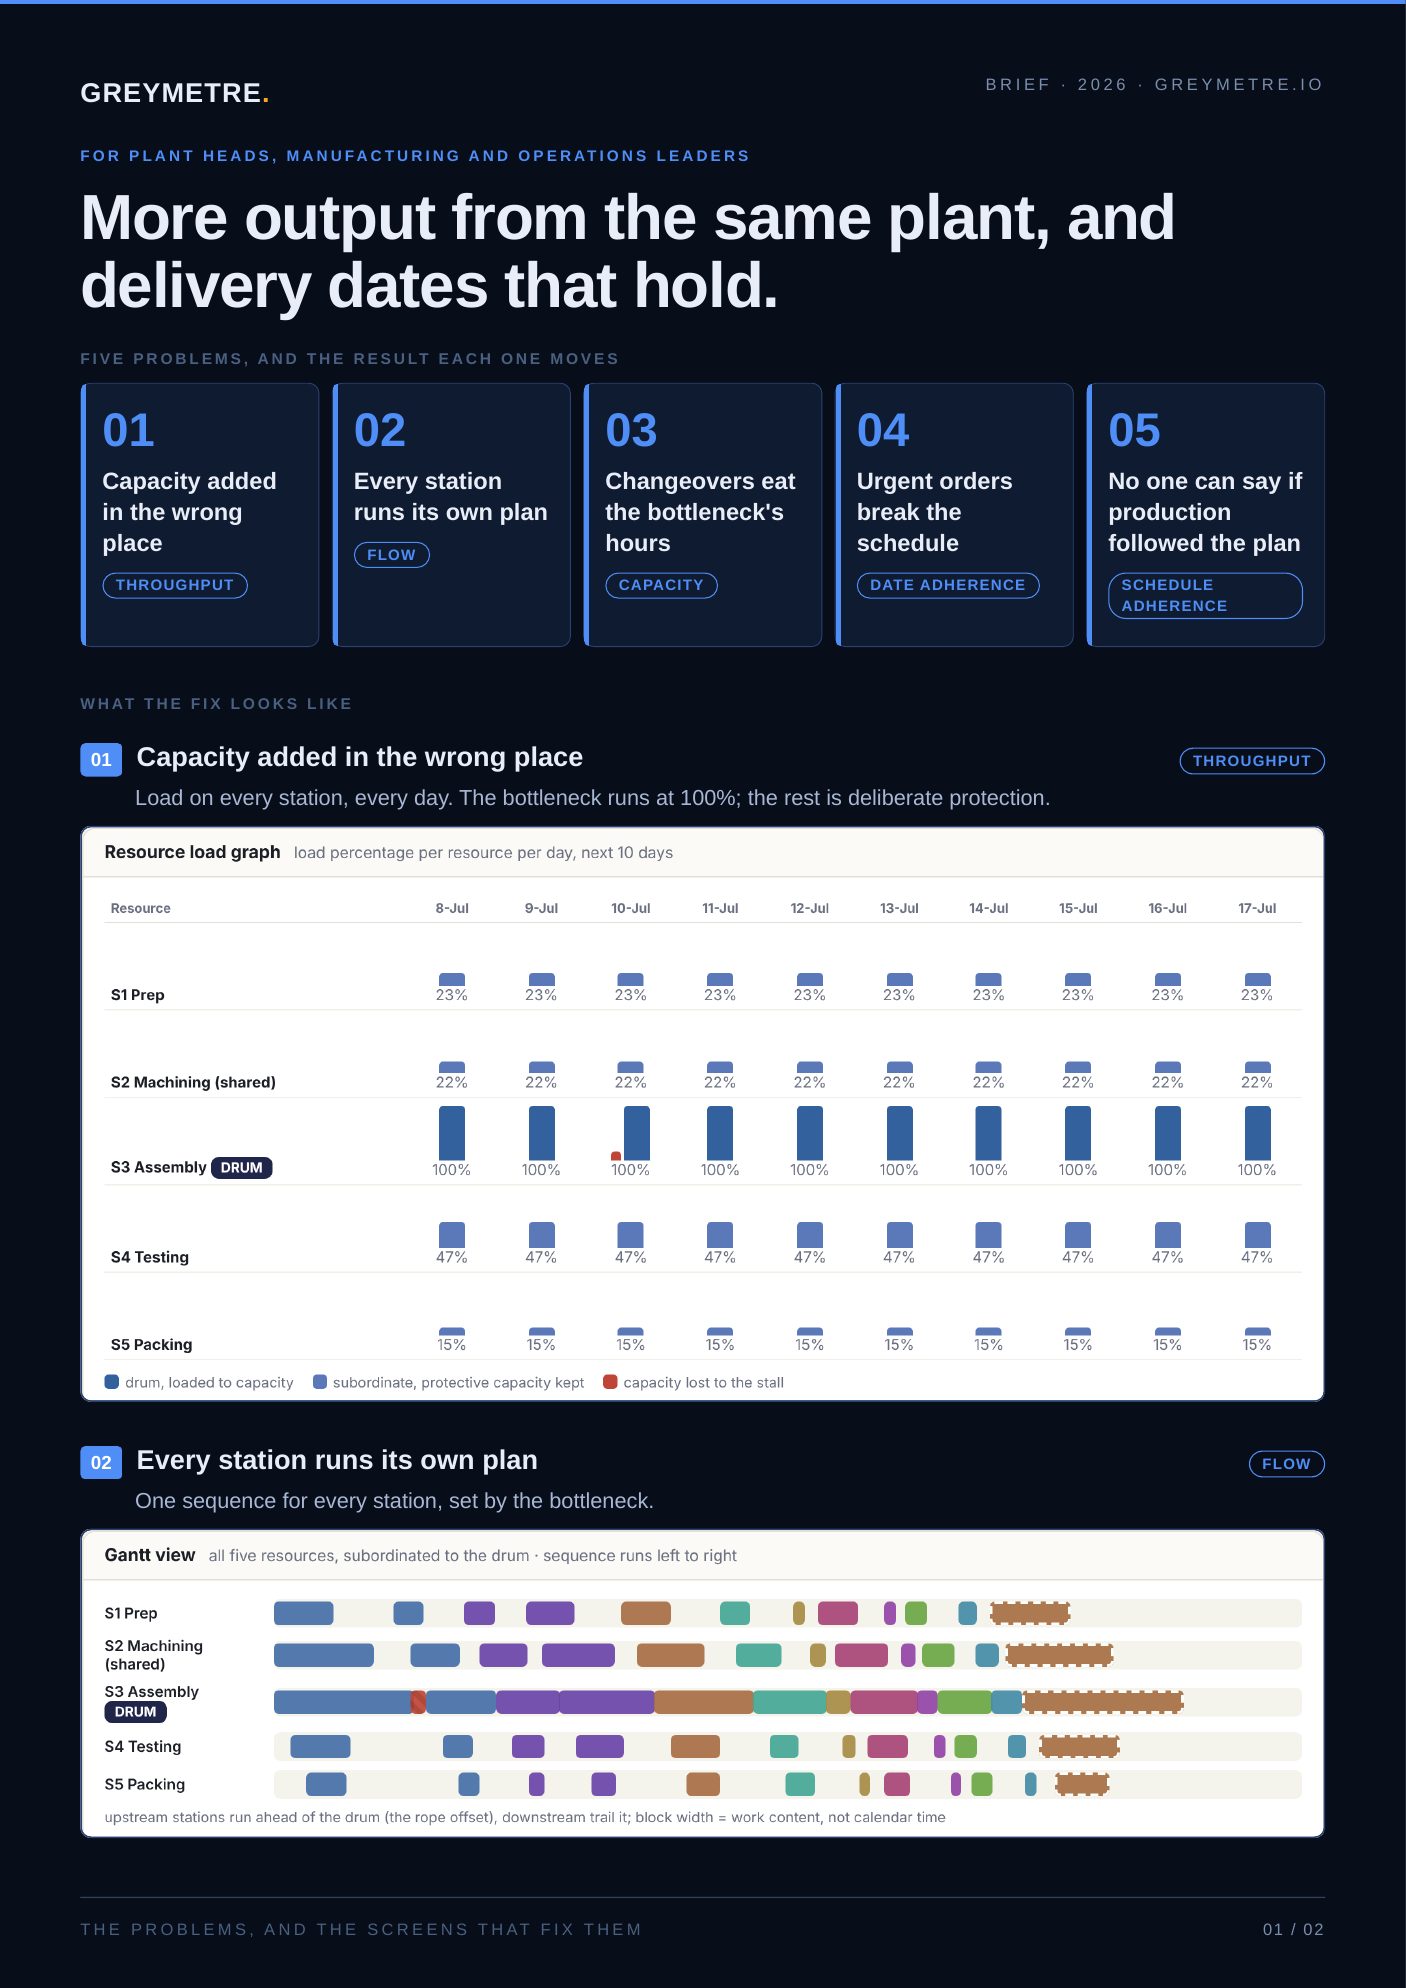 GREYMETRE.
BRIEF · 2026 · GREYMETRE.IO
FOR PLANT HEADS, MANUFACTURING AND OPERATIONS LEADERS
More output from the same plant, and
delivery dates that hold.
FIVE PROBLEMS, AND THE RESULT EACH ONE MOVES
01
Capacity added
in the wrong
place
THROUGHPUT
02
Every station
runs its own plan
FLOW
03
Changeovers eat
the bottleneck's
hours
CAPACITY
04
Urgent orders
break the
schedule
DATE ADHERENCE
05
No one can say if
production
followed the plan
SCHEDULE
ADHERENCE
WHAT THE FIX LOOKS LIKE
01 Capacity added in the wrong place THROUGHPUT
Load on every station, every day. The bottleneck runs at 100%; the rest is deliberate protection.
Resource load graph load percentage per resource per day, next 10 days
Resource 8-Jul 9-Jul 10-Jul 11-Jul 12-Jul 13-Jul 14-Jul 15-Jul 16-Jul 17-Jul
S1 Prep 23% 23% 23% 23% 23% 23% 23% 23% 23% 23%
S2 Machining (shared) 22% 22% 22% 22% 22% 22% 22% 22% 22% 22%
S3 Assembly DRUM 100% 100% 100% 100% 100% 100% 100% 100% 100% 100%
S4 Testing 47% 47% 47% 47% 47% 47% 47% 47% 47% 47%
S5 Packing 15% 15% 15% 15% 15% 15% 15% 15% 15% 15%
drum, loaded to capacity subordinate, protective capacity kept capacity lost to the stall
02 Every station runs its own plan FLOW
One sequence for every station, set by the bottleneck.
Gantt view all five resources, subordinated to the drum · sequence runs left to right
S1 Prep
S2 Machining
(shared)
S3 Assembly
DRUM
S4 Testing
S5 Packing
upstream stations run ahead of the drum (the rope offset), downstream trail it; block width = work content, not calendar time
THE PROBLEMS, AND THE SCREENS THAT FIX THEM
01 / 02